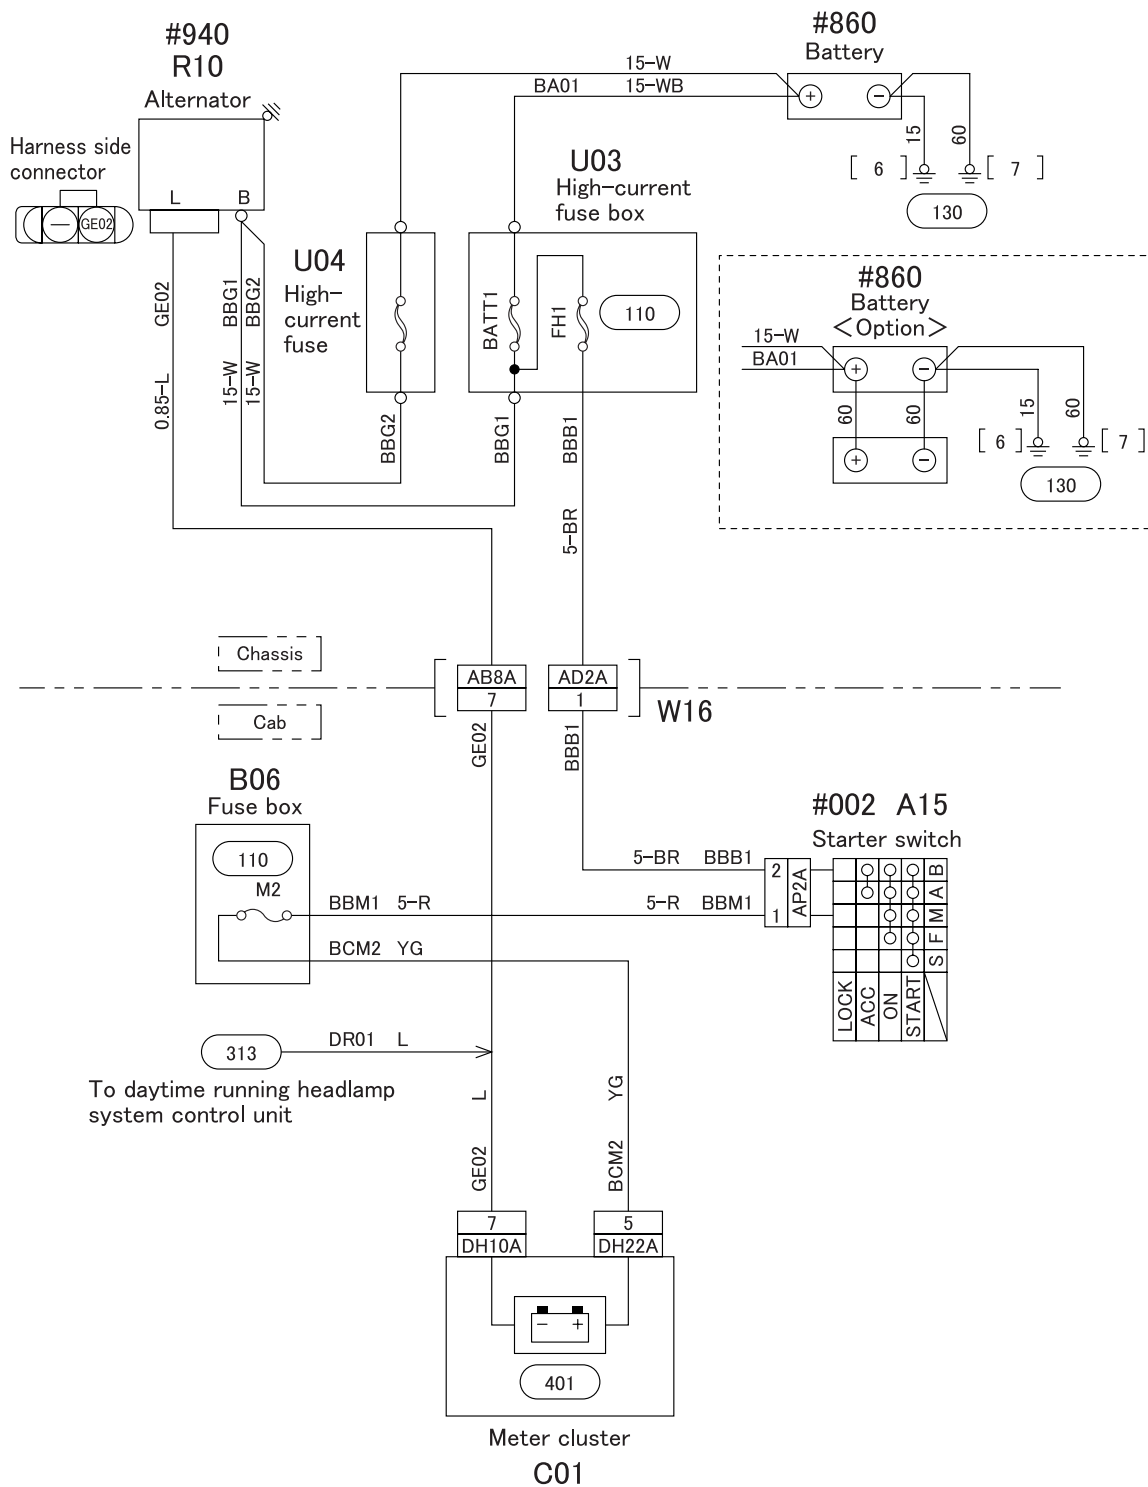 #940
R10
Alternator
Harness side
connector
GE02
L
B
GE02
0.85-L
BBG1
15-W
BBG2
15-W
U04
High-
current
fuse
BBG2
15-W
BA01
15-WB
U03
High-current
fuse box
BATT1
FH1
110
BBG1
BBB1
5-BR
#860
Battery
+
−
15
60
[ 6 ]
[ 7 ]
130
#860
Battery
<Option>
15-W
BA01
+
−
60
60
+
−
15
60
[ 6 ]
[ 7 ]
130
Chassis
Cab
AB8A
7
AD2A
1
W16
GE02
BBB1
B06
Fuse box
110
M2
BBM1 5-R
BCM2 YG
5-BR BBB1
5-R BBM1
#002 A15
Starter switch
2
1
AP2A
B
A
M
F
S
LOCK
ACC
ON
START
313
DR01 L
To daytime running headlamp
system control unit
L
GE02
YG
BCM2
7
DH10A
5
DH22A
− +
401
Meter cluster
C01